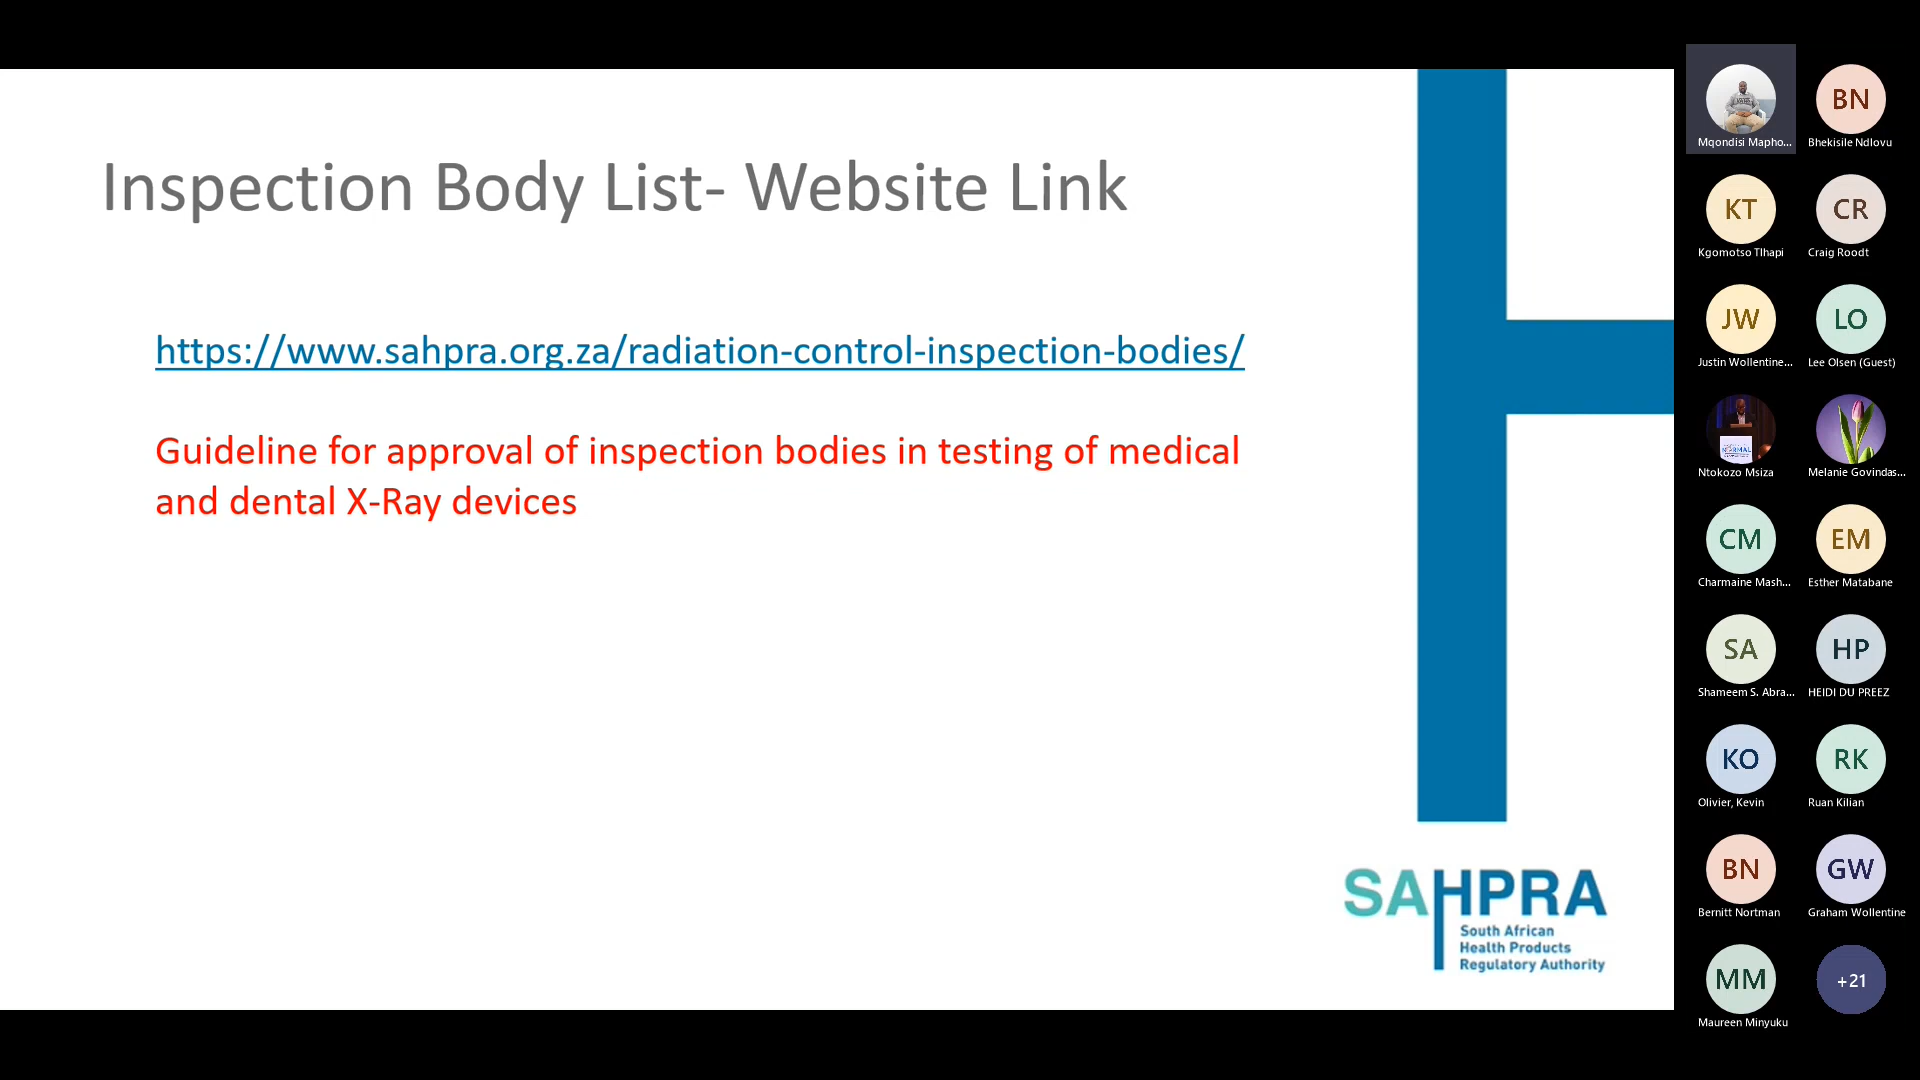 Inspection Body List- Website Link
https://www.sahpra.org.za/radiation-control-inspection-bodies/
Guideline for approval of inspection bodies in testing of medical
and dental X-Ray devices
SAHPRA
South African
Health Products
Regulatory Authority
Mqondisi Mapho...
BN
Bhekisile Ndlovu
KT
Kgomotso Tlhapi
CR
Craig Roodt
JW
Justin Wollentine...
LO
Lee Olsen (Guest)
Ntokozo Msiza
Melanie Govindas...
CM
Charmaine Mash...
EM
Esther Matabane
SA
Shameem S. Abra...
HP
HEIDI DU PREEZ
KO
Olivier, Kevin
RK
Ruan Kilian
BN
Bernitt Nortman
GW
Graham Wollentine
MM
Maureen Minyuku
+21